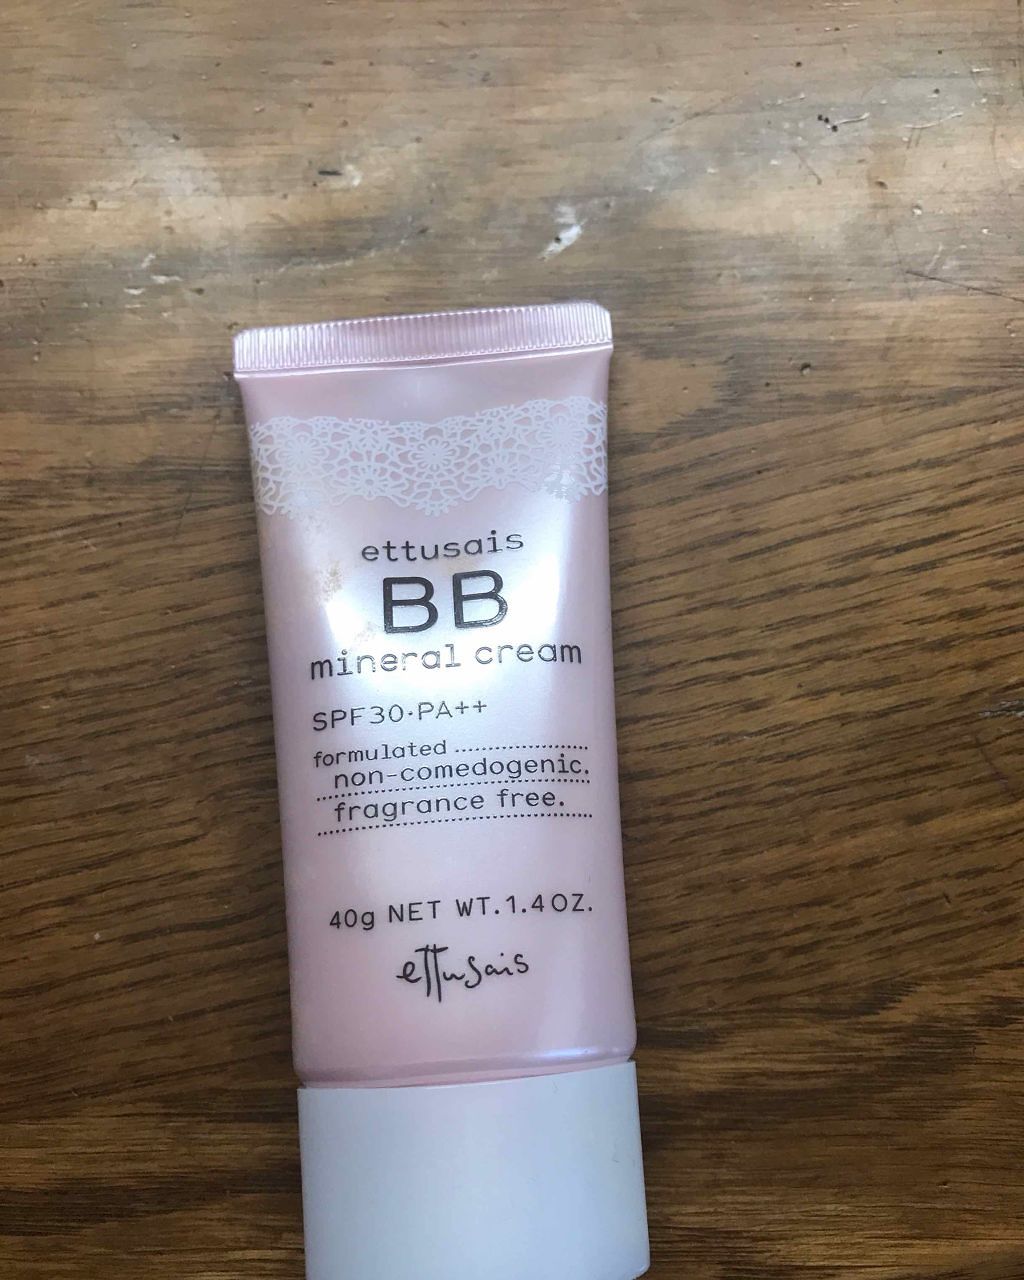 ettusais
BB
mineral cream
SPF30·PA++
formulated
non-comedogenic.
fragrance free.
40g NET WT.1.4OZ.
ettusais